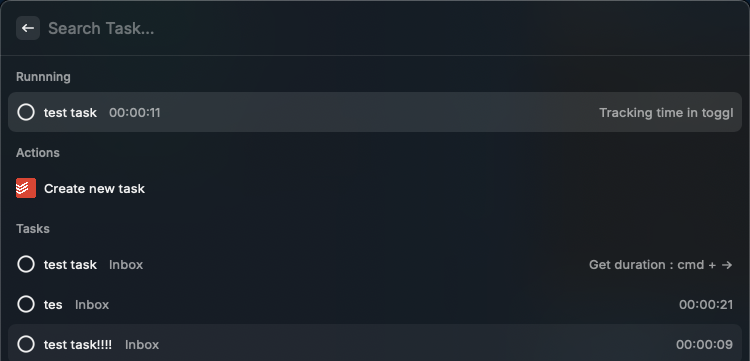 Search Task...
Runnning
test task 00:00:11 Tracking time in toggl
Actions
Create new task
Tasks
test task Inbox Get duration : cmd + →
tes Inbox 00:00:21
test task!!!! Inbox 00:00:09